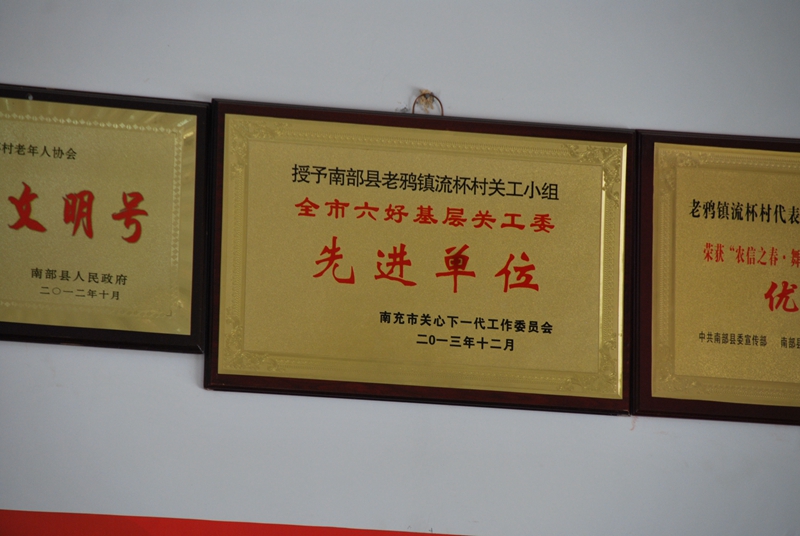 村老年人协会
文明号
南部县人民政府
二〇一二年十月
授予南部县老鸦镇流杯村关工小组
全市六好基层关工委
先进单位
南充市关心下一代工作委员会
二〇一三年十二月
老鸦镇流杯村代表
荣获“农信之春·舞
优
中共南部县委宣传部 南部县